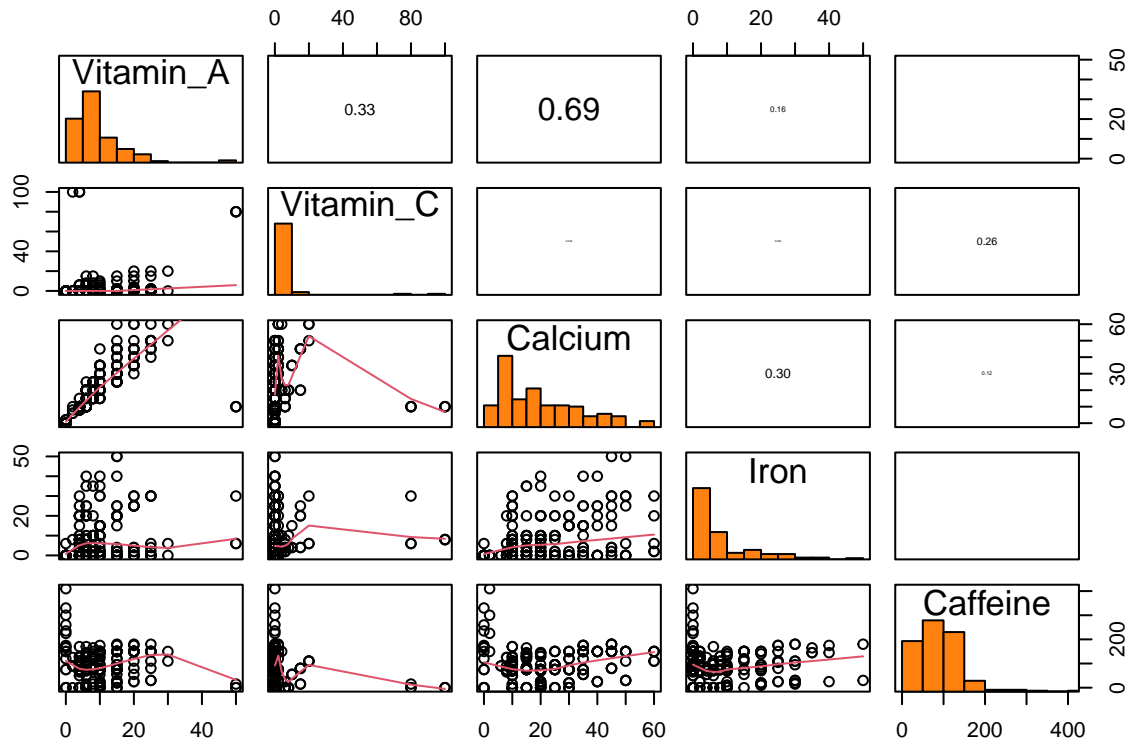 0 40 80 0 20 40
Vitamin_A 0.33 0.69 0.16 0 20 50
0 40 100 Vitamin_C 0.26
Calcium 0.30 0.12 0 30 60
0 20 50 Iron
Caffeine 0 200
0 20 40 0 20 40 60 0 200 400